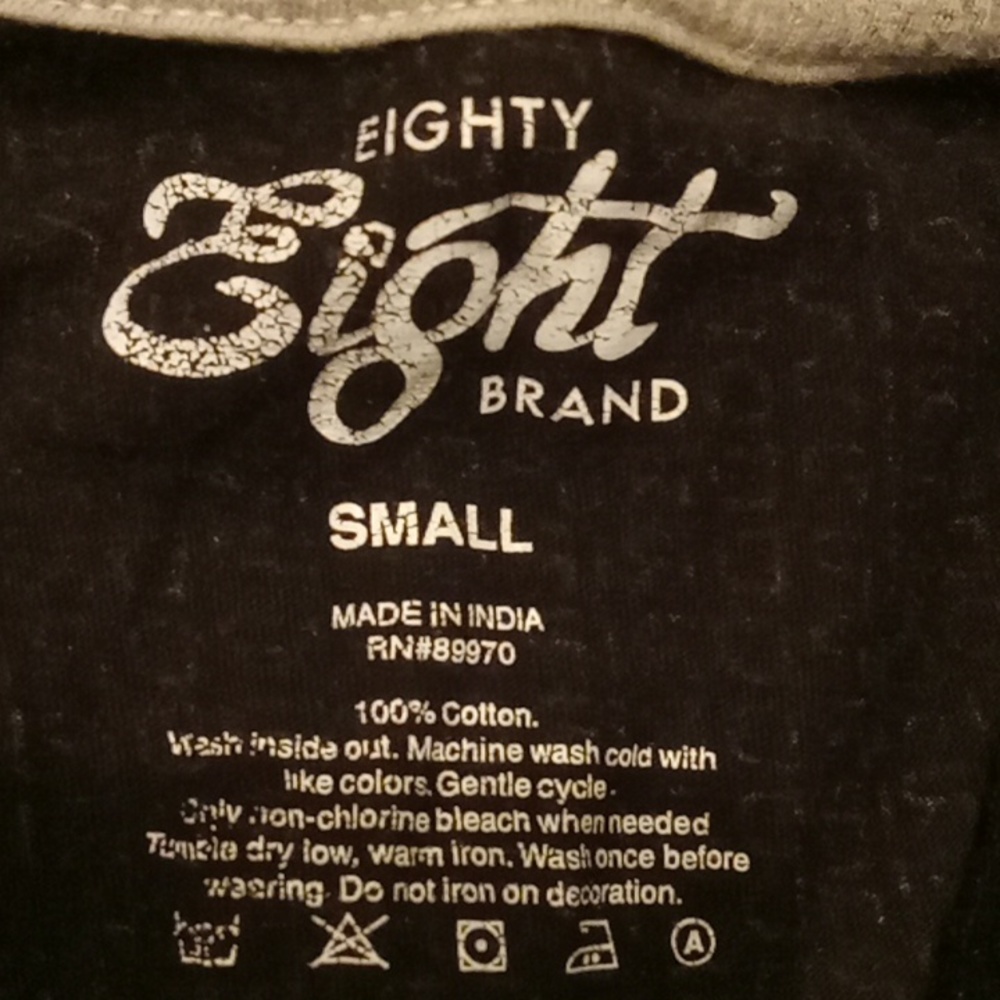 EIGHTY
Eight
BRAND
SMALL
MADE IN INDIA
RN#89970
100% Cotton.
Wash inside out. Machine wash cold with
like colors. Gentle cycle.
Only non-chlorine bleach when needed
Tumble dry low, warm iron. Wash once before
wearing. Do not iron on decoration.
A